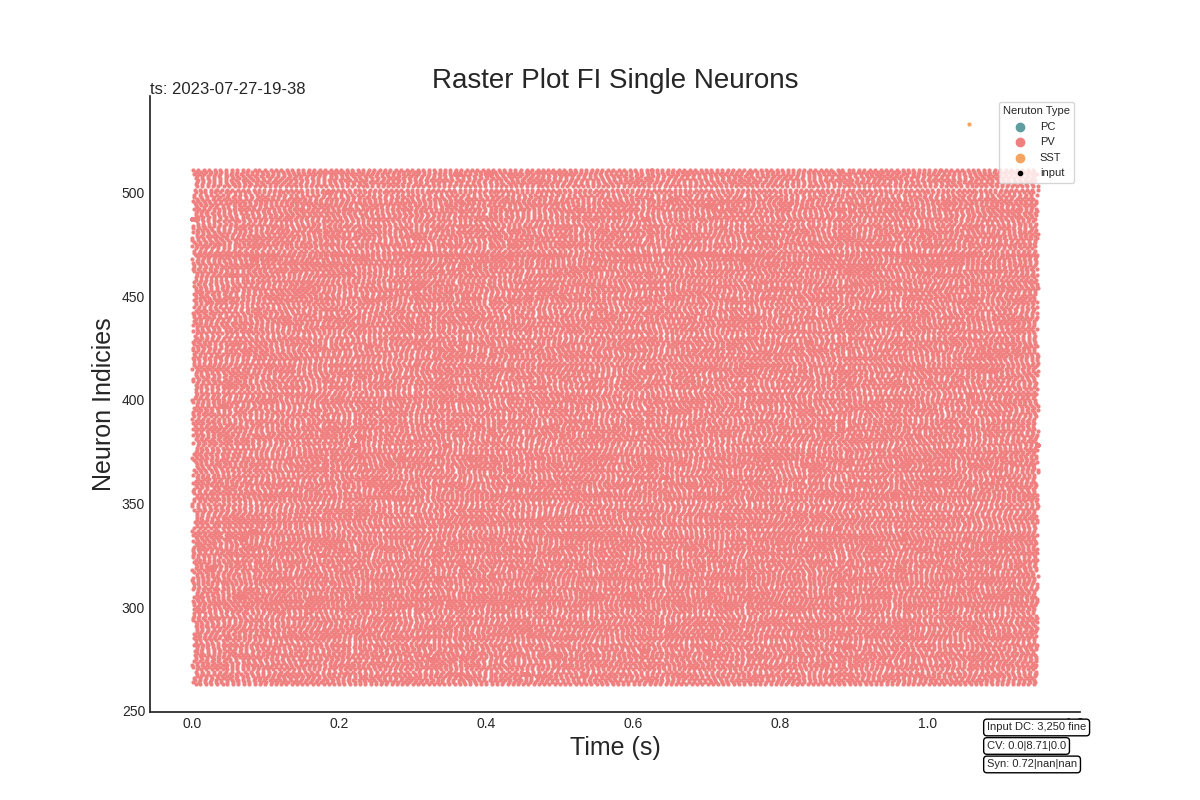 Raster Plot FI Single Neurons
ts: 2023-07-27-19-38
Neruton Type
PC
PV
SST
input
Neuron Indicies
500
450
400
350
300
250
0.0
0.2
0.4
0.6
0.8
1.0
Time (s)
Input DC: 3,250 fine
CV: 0.0|8.71|0.0
Syn: 0.72|nan|nan